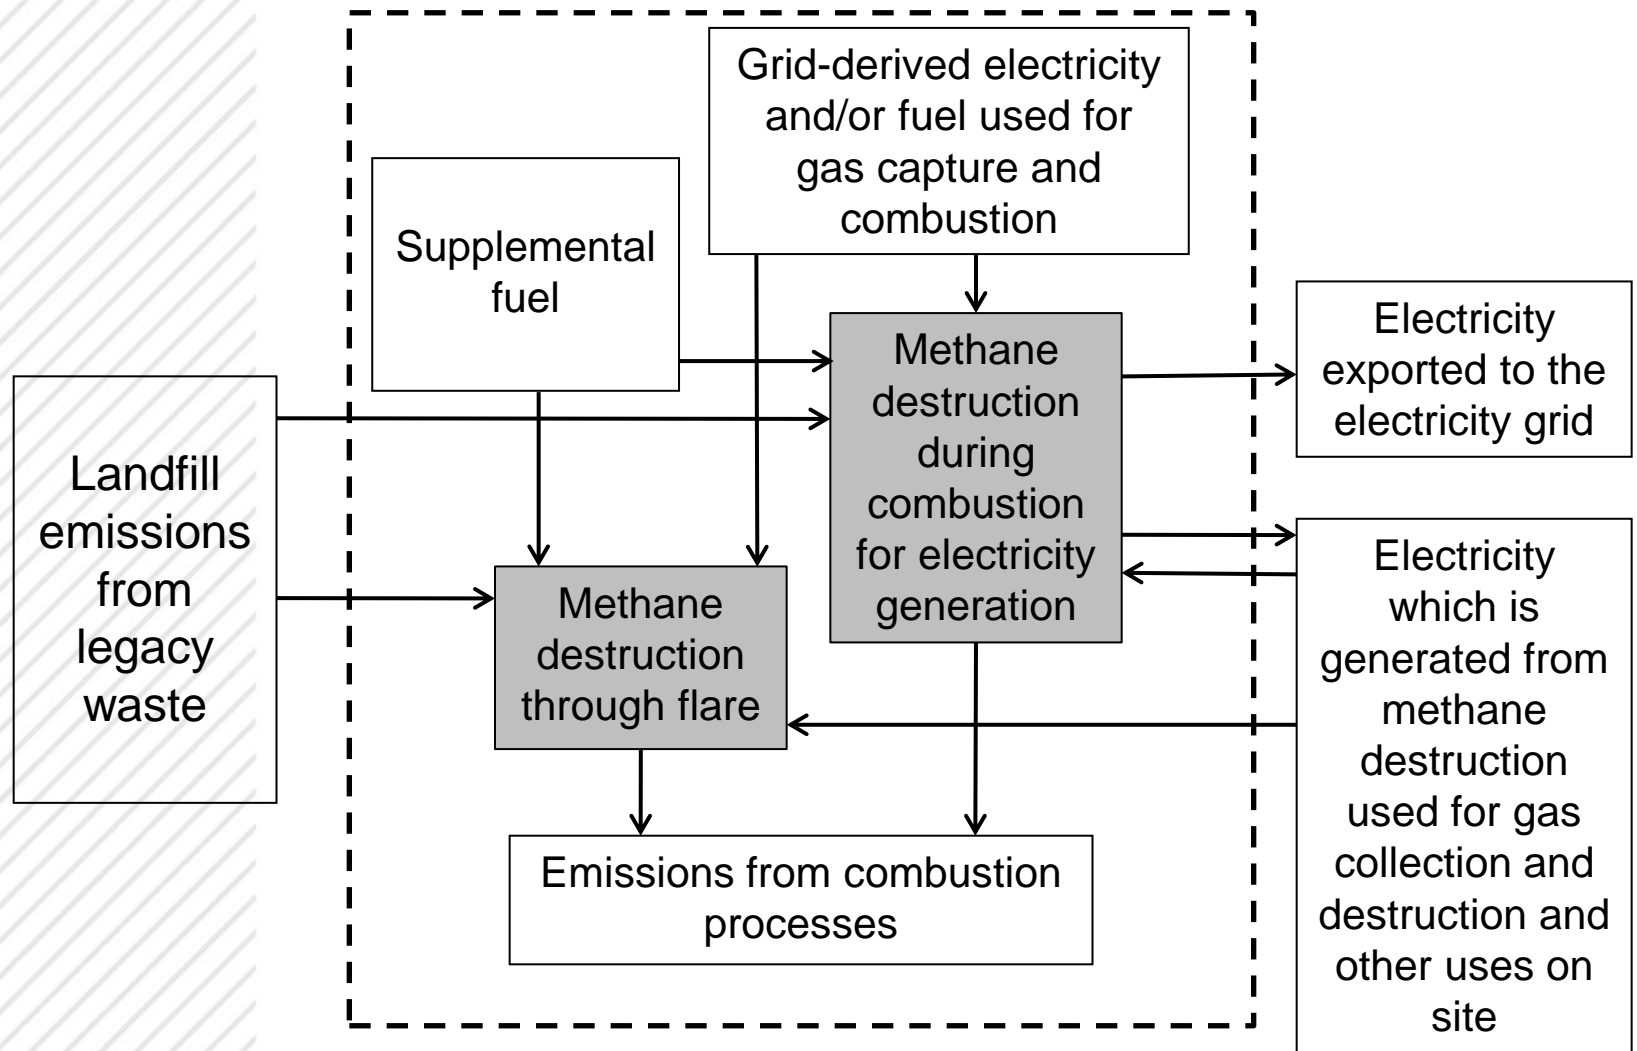 Grid-derived electricity
and/or fuel used for
gas capture and
combustion
Supplemental
fuel
Methane
destruction
during
combustion
for electricity
generation
Electricity
exported to the
electricity grid
Landfill
emissions
from
legacy
waste
Methane
destruction
through flare
Electricity
which is
generated from
methane
destruction
used for gas
collection and
destruction and
other uses on
site
Emissions from combustion
processes